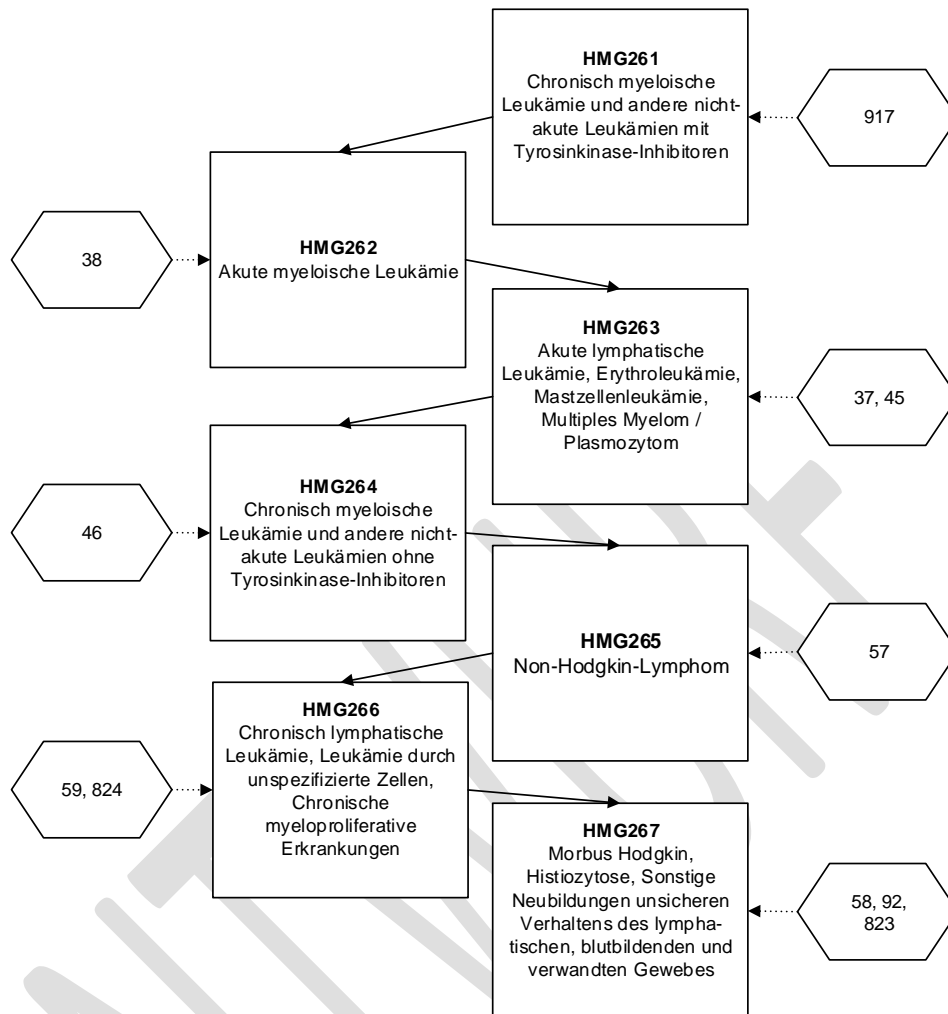 HMG261
Chronisch myeloische
Leukämie und andere nicht-
akute Leukämien mit
Tyrosinkinase-Inhibitoren
917
HMG262
Akute myeloische Leukämie
38
HMG263
Akute lymphatische
Leukämie, Erythroleukämie,
Mastzellenleukämie,
Multiples Myelom /
Plasmozytom
37, 45
HMG264
Chronisch myeloische
Leukämie und andere nicht-
akute Leukämien ohne
Tyrosinkinase-Inhibitoren
46
HMG265
Non-Hodgkin-Lymphom
57
HMG266
Chronisch lymphatische
Leukämie, Leukämie durch
unspezifizierte Zellen,
Chronische
myeloproliferative
Erkrankungen
59, 824
HMG267
Morbus Hodgkin,
Histiozytose, Sonstige
Neubildungen unsicheren
Verhaltens des lympha-
tischen, blutbildenden und
verwandten Gewebes
58, 92,
823